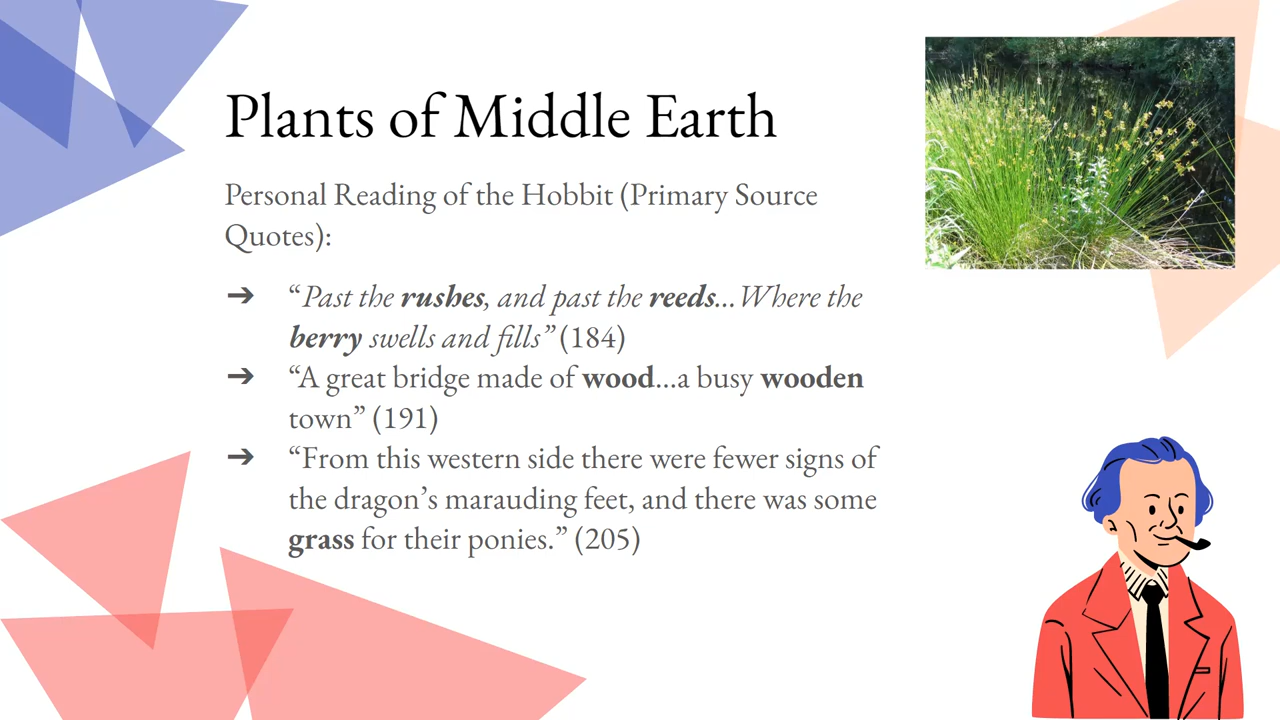 Plants of Middle Earth
Personal Reading of the Hobbit (Primary Source
Quotes):
➔ “Past the rushes, and past the reeds…Where the
berry swells and fills” (184)
➔ “A great bridge made of wood…a busy wooden
town” (191)
➔ “From this western side there were fewer signs of
the dragon’s marauding feet, and there was some
grass for their ponies.” (205)